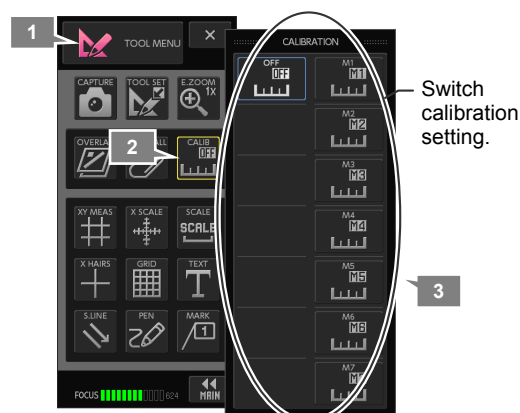 1
TOOL MENU
×
CAPTURE
TOOL SET
E.ZOOM
1X
2
CALIB
OFF
XY MEAS
X SCALE
SCALE
SCALE
X HAIRS
GRID
TEXT
T
S.LINE
PEN
MARK
1
FOCUS
624
MAIN
CALIBRATION
OFF
OFF
M1
M1
M2
M2
M3
M3
M4
M4
M5
M5
M6
M6
M7
Switch
calibration
setting.
3